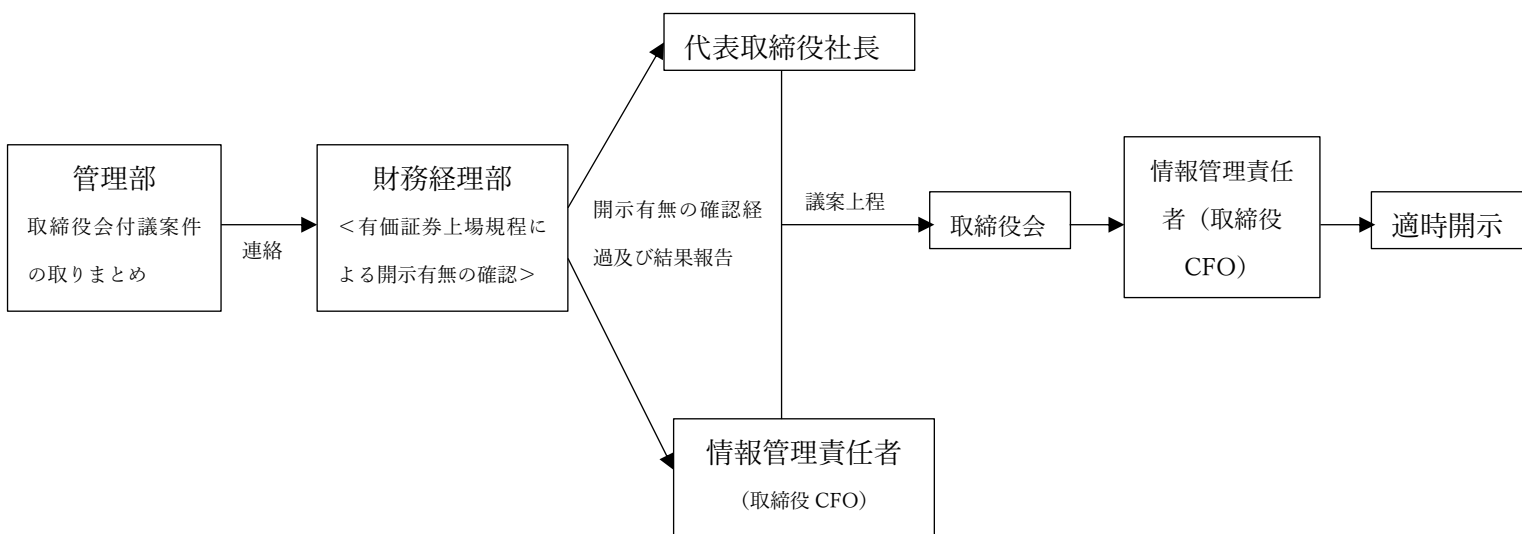 代表取締役社長
管理部
取締役会付議案件
の取りまとめ
連絡
財務経理部
＜有価証券上場規程に
よる開示有無の確認＞
開示有無の確認経
過及び結果報告
議案上程
取締役会
情報管理責任
者（取締役
CFO）
適時開示
情報管理責任者
（取締役 CFO）